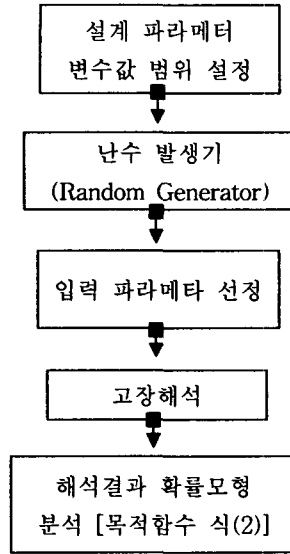 설계 파라메터
변수값 범위 설정
난수 발생기
(Random Generator)
입력 파라메타 선정
고장해석
해석결과 확률모형
분석 [목적함수 식(2)]